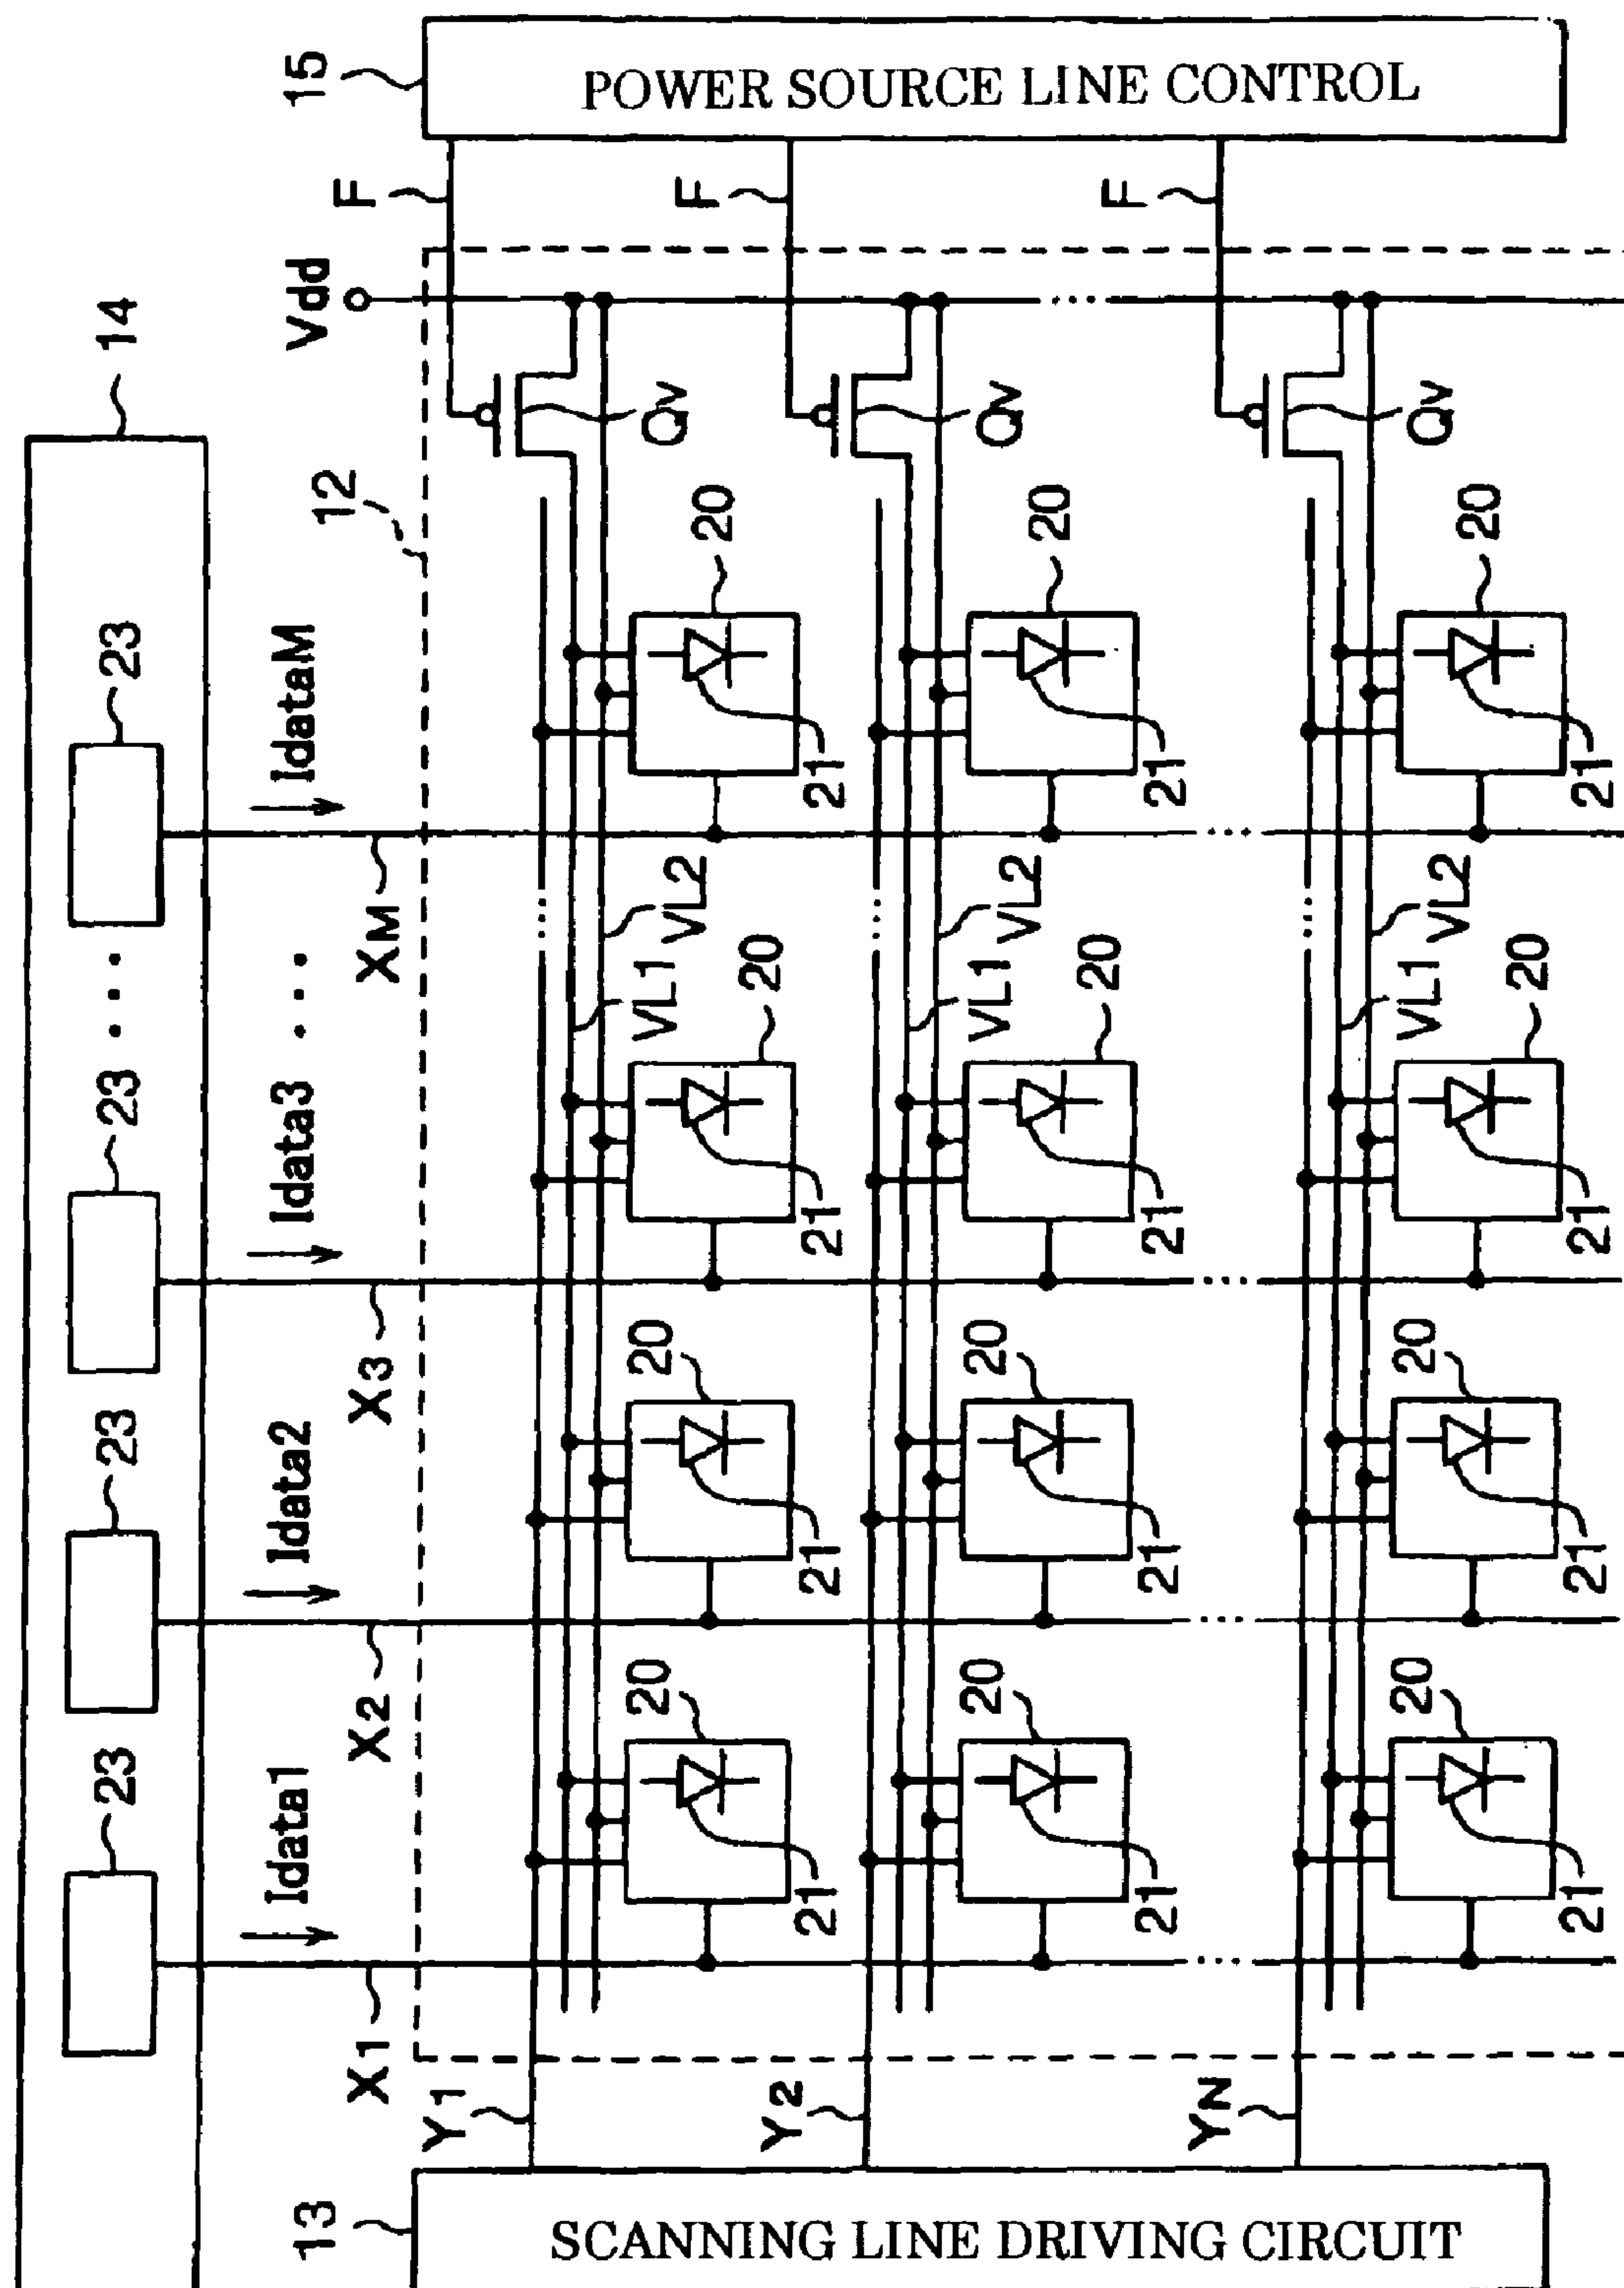 14
23 23 23 ... 23
Idata1 Idata2 Idata3 ... IdataM
X1 X2 X3 XM
12
Vdd
13
SCANNING LINE DRIVING CIRCUIT
15
POWER SOURCE LINE CONTROL
Y1
F
20 20 20 20
21 21 21 21
VL1 VL2
Qv
Y2
F
20 20 20 20
21 21 21 21
VL1 VL2
Qv
YN
F
20 20 20 20
21 21 21 21
VL1 VL2
Qv